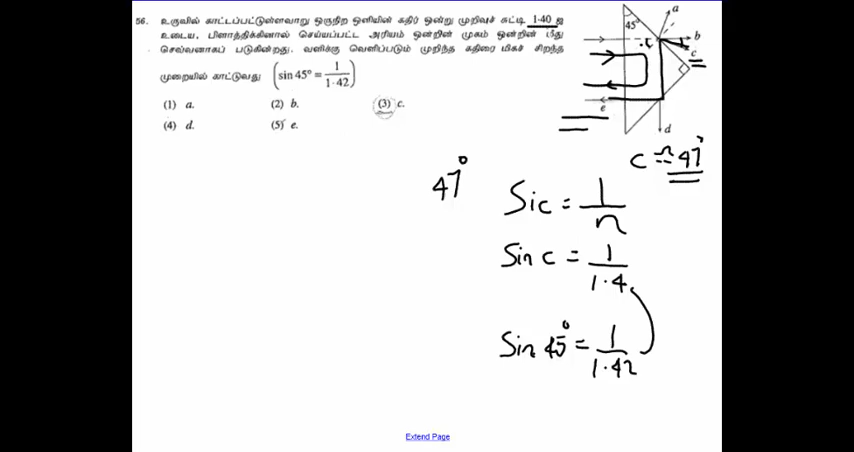 56. உருவில் காட்டப்பட்டுள்ளவாறு ஒருநிற ஒளியின் கதிர் ஒன்று முறிவுச் சுட்டி 1·40 ஐ
உடைய, பிளாத்திக்கினால் செய்யப்பட்ட அரியம் ஒன்றின் முகம் ஒன்றின் மீது
செவ்வனாகப் படுகின்றது. வளிக்கு வெளிப்படும் முறிந்த கதிரை மிகச் சிறந்த
முறையில் காட்டுவது (sin 45° = 1/1·42)
(1) a. (2) b. (3) c.
(4) d. (5) e.
45°
a
b
c
e
d
c ≈ 47°
47°
Sic = 1/n
Sin c = 1/1·4
Sin 45° = 1/1·42
Extend Page